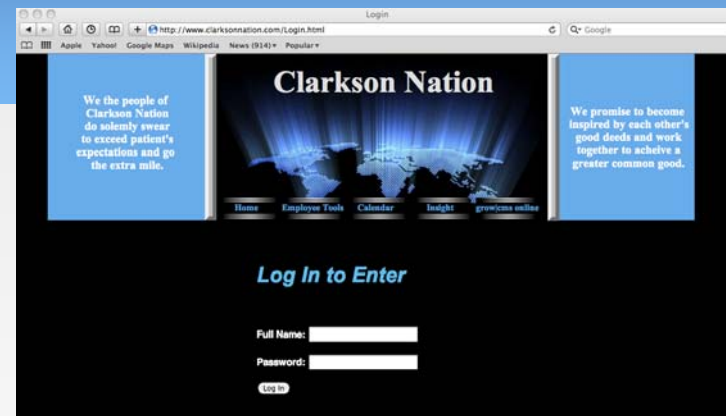 Login
http://www.clarksonnation.com/Login.html
Google
Apple Yahoo! Google Maps Wikipedia News (914) Popular
We the people of
Clarkson Nation
do solemly swear
to exceed patient's
expectations and go
the extra mile.
Clarkson Nation
We promise to become
inspired by each other's
good deeds and work
together to acheive a
greater common good.
Home Employee Tools Calendar Insight grow|cms online
Log In to Enter
Full Name:
Password:
Log In